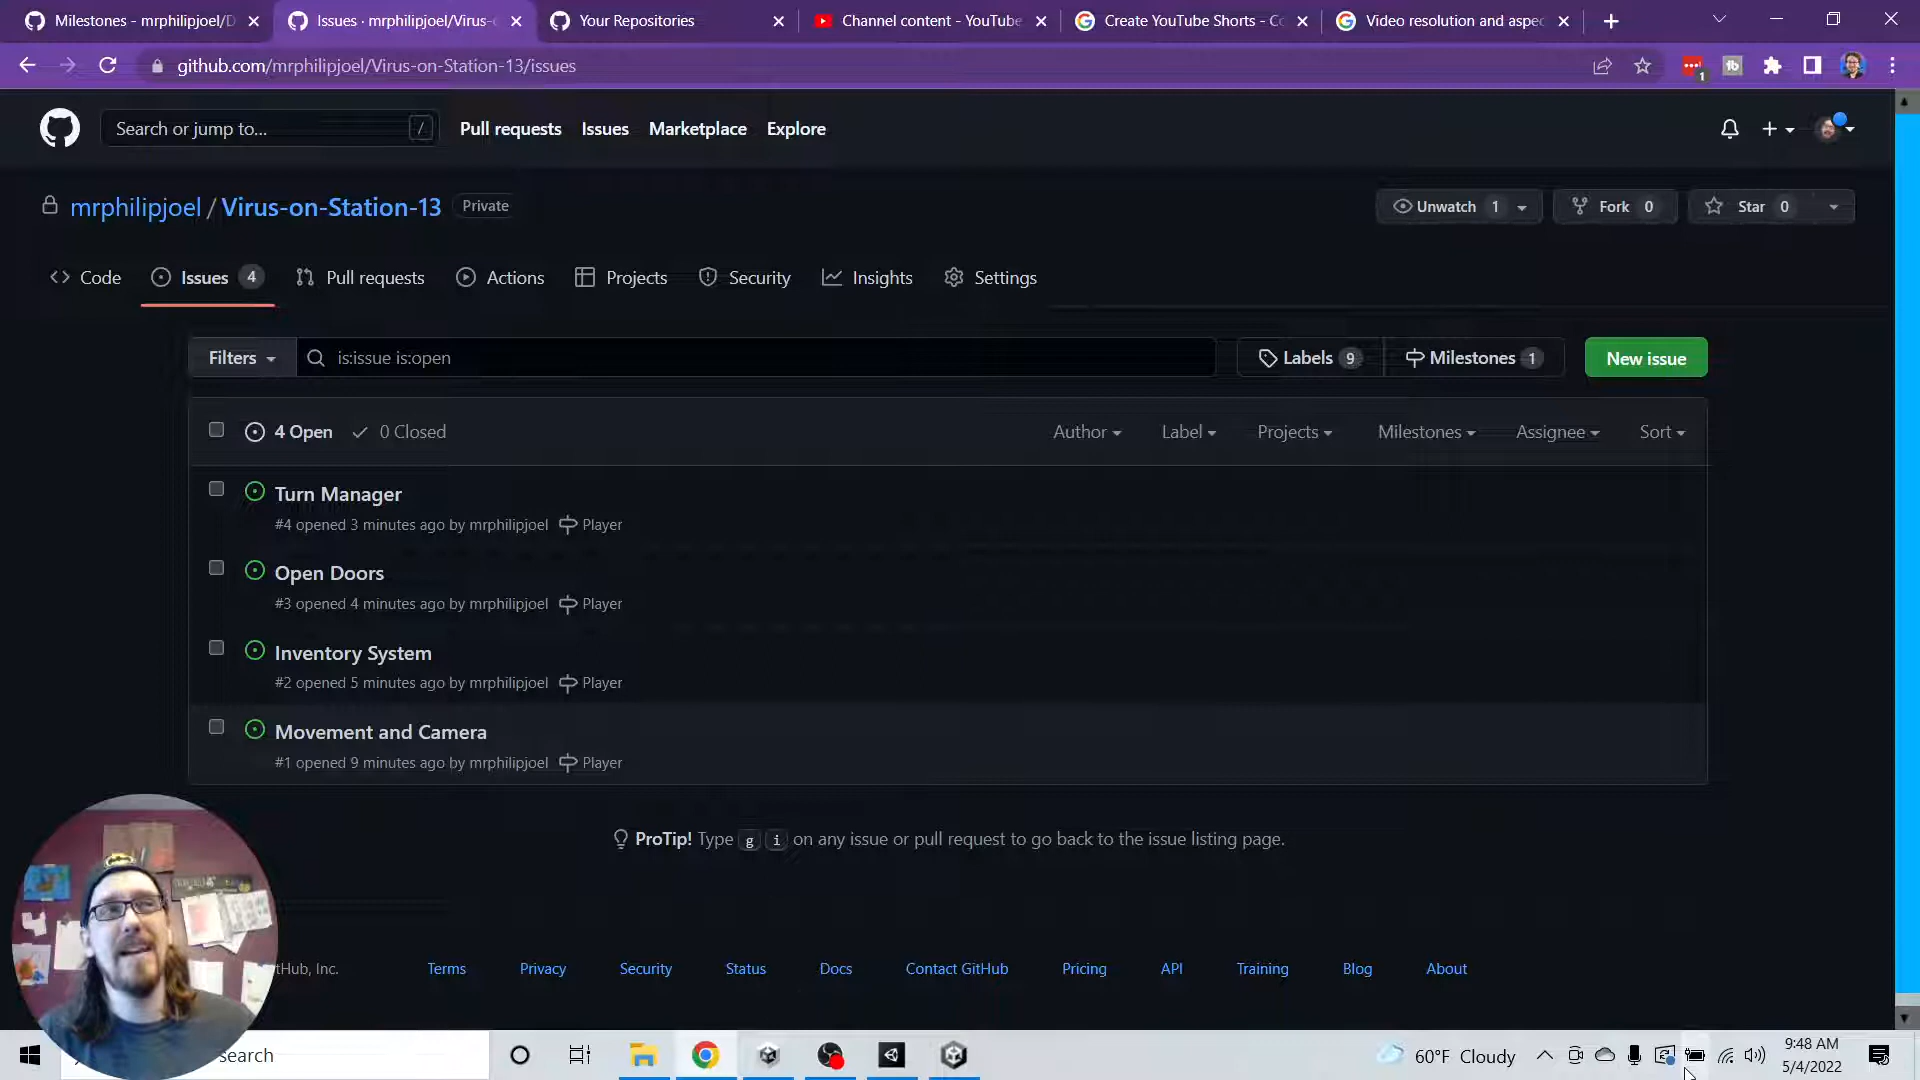 Milestones - mrphilipjoel/D
Issues · mrphilipjoel/Virus-o
Your Repositories
Channel content - YouTube
Create YouTube Shorts - Co
Video resolution and aspec
github.com/mrphilipjoel/Virus-on-Station-13/issues
1
tb
Search or jump to...
/
Pull requests
Issues
Marketplace
Explore
mrphilipjoel / Virus-on-Station-13
Private
Unwatch 1
Fork 0
Star 0
Code
Issues 4
Pull requests
Actions
Projects
Security
Insights
Settings
Filters
is:issue is:open
Labels 9
Milestones 1
New issue
4 Open
0 Closed
Author
Label
Projects
Milestones
Assignee
Sort
Turn Manager
#4 opened 3 minutes ago by mrphilipjoel Player
Open Doors
#3 opened 4 minutes ago by mrphilipjoel Player
Inventory System
#2 opened 5 minutes ago by mrphilipjoel Player
Movement and Camera
#1 opened 9 minutes ago by mrphilipjoel Player
ProTip! Type g i on any issue or pull request to go back to the issue listing page.
tHub, Inc.
Terms
Privacy
Security
Status
Docs
Contact GitHub
Pricing
API
Training
Blog
About
search
60°F Cloudy
9:48 AM
5/4/2022